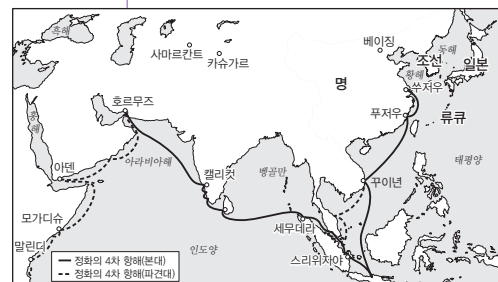 흑해
사마르칸트
카슈가르
베이징
조선
동해
일본
황해
쑤저우
명
호르무즈
푸저우
류큐
홍해
아덴
아라비아해
캘리컷
벵골만
꾸이년
태평양
모가디슈
세무데라
말린디
인도양
스리위자야
정화의 4차 항해(본대)
정화의 4차 항해(파견대)